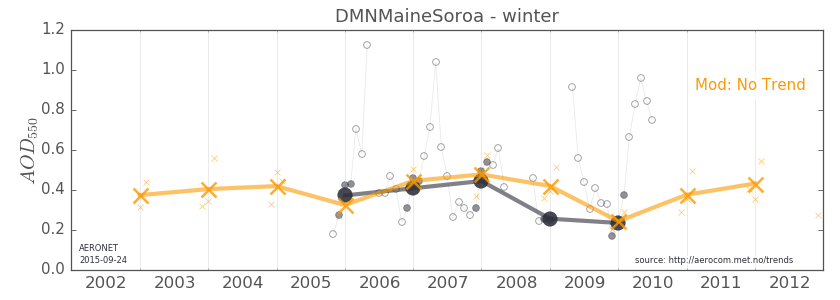 DMNMaineSoroa - winter
1.2
1.0
0.8
0.6
0.4
0.2
0.0
AOD550
Mod: No Trend
AERONET
2015-09-24
source: http://aerocom.met.no/trends
2002 2003 2004 2005 2006 2007 2008 2009 2010 2011 2012